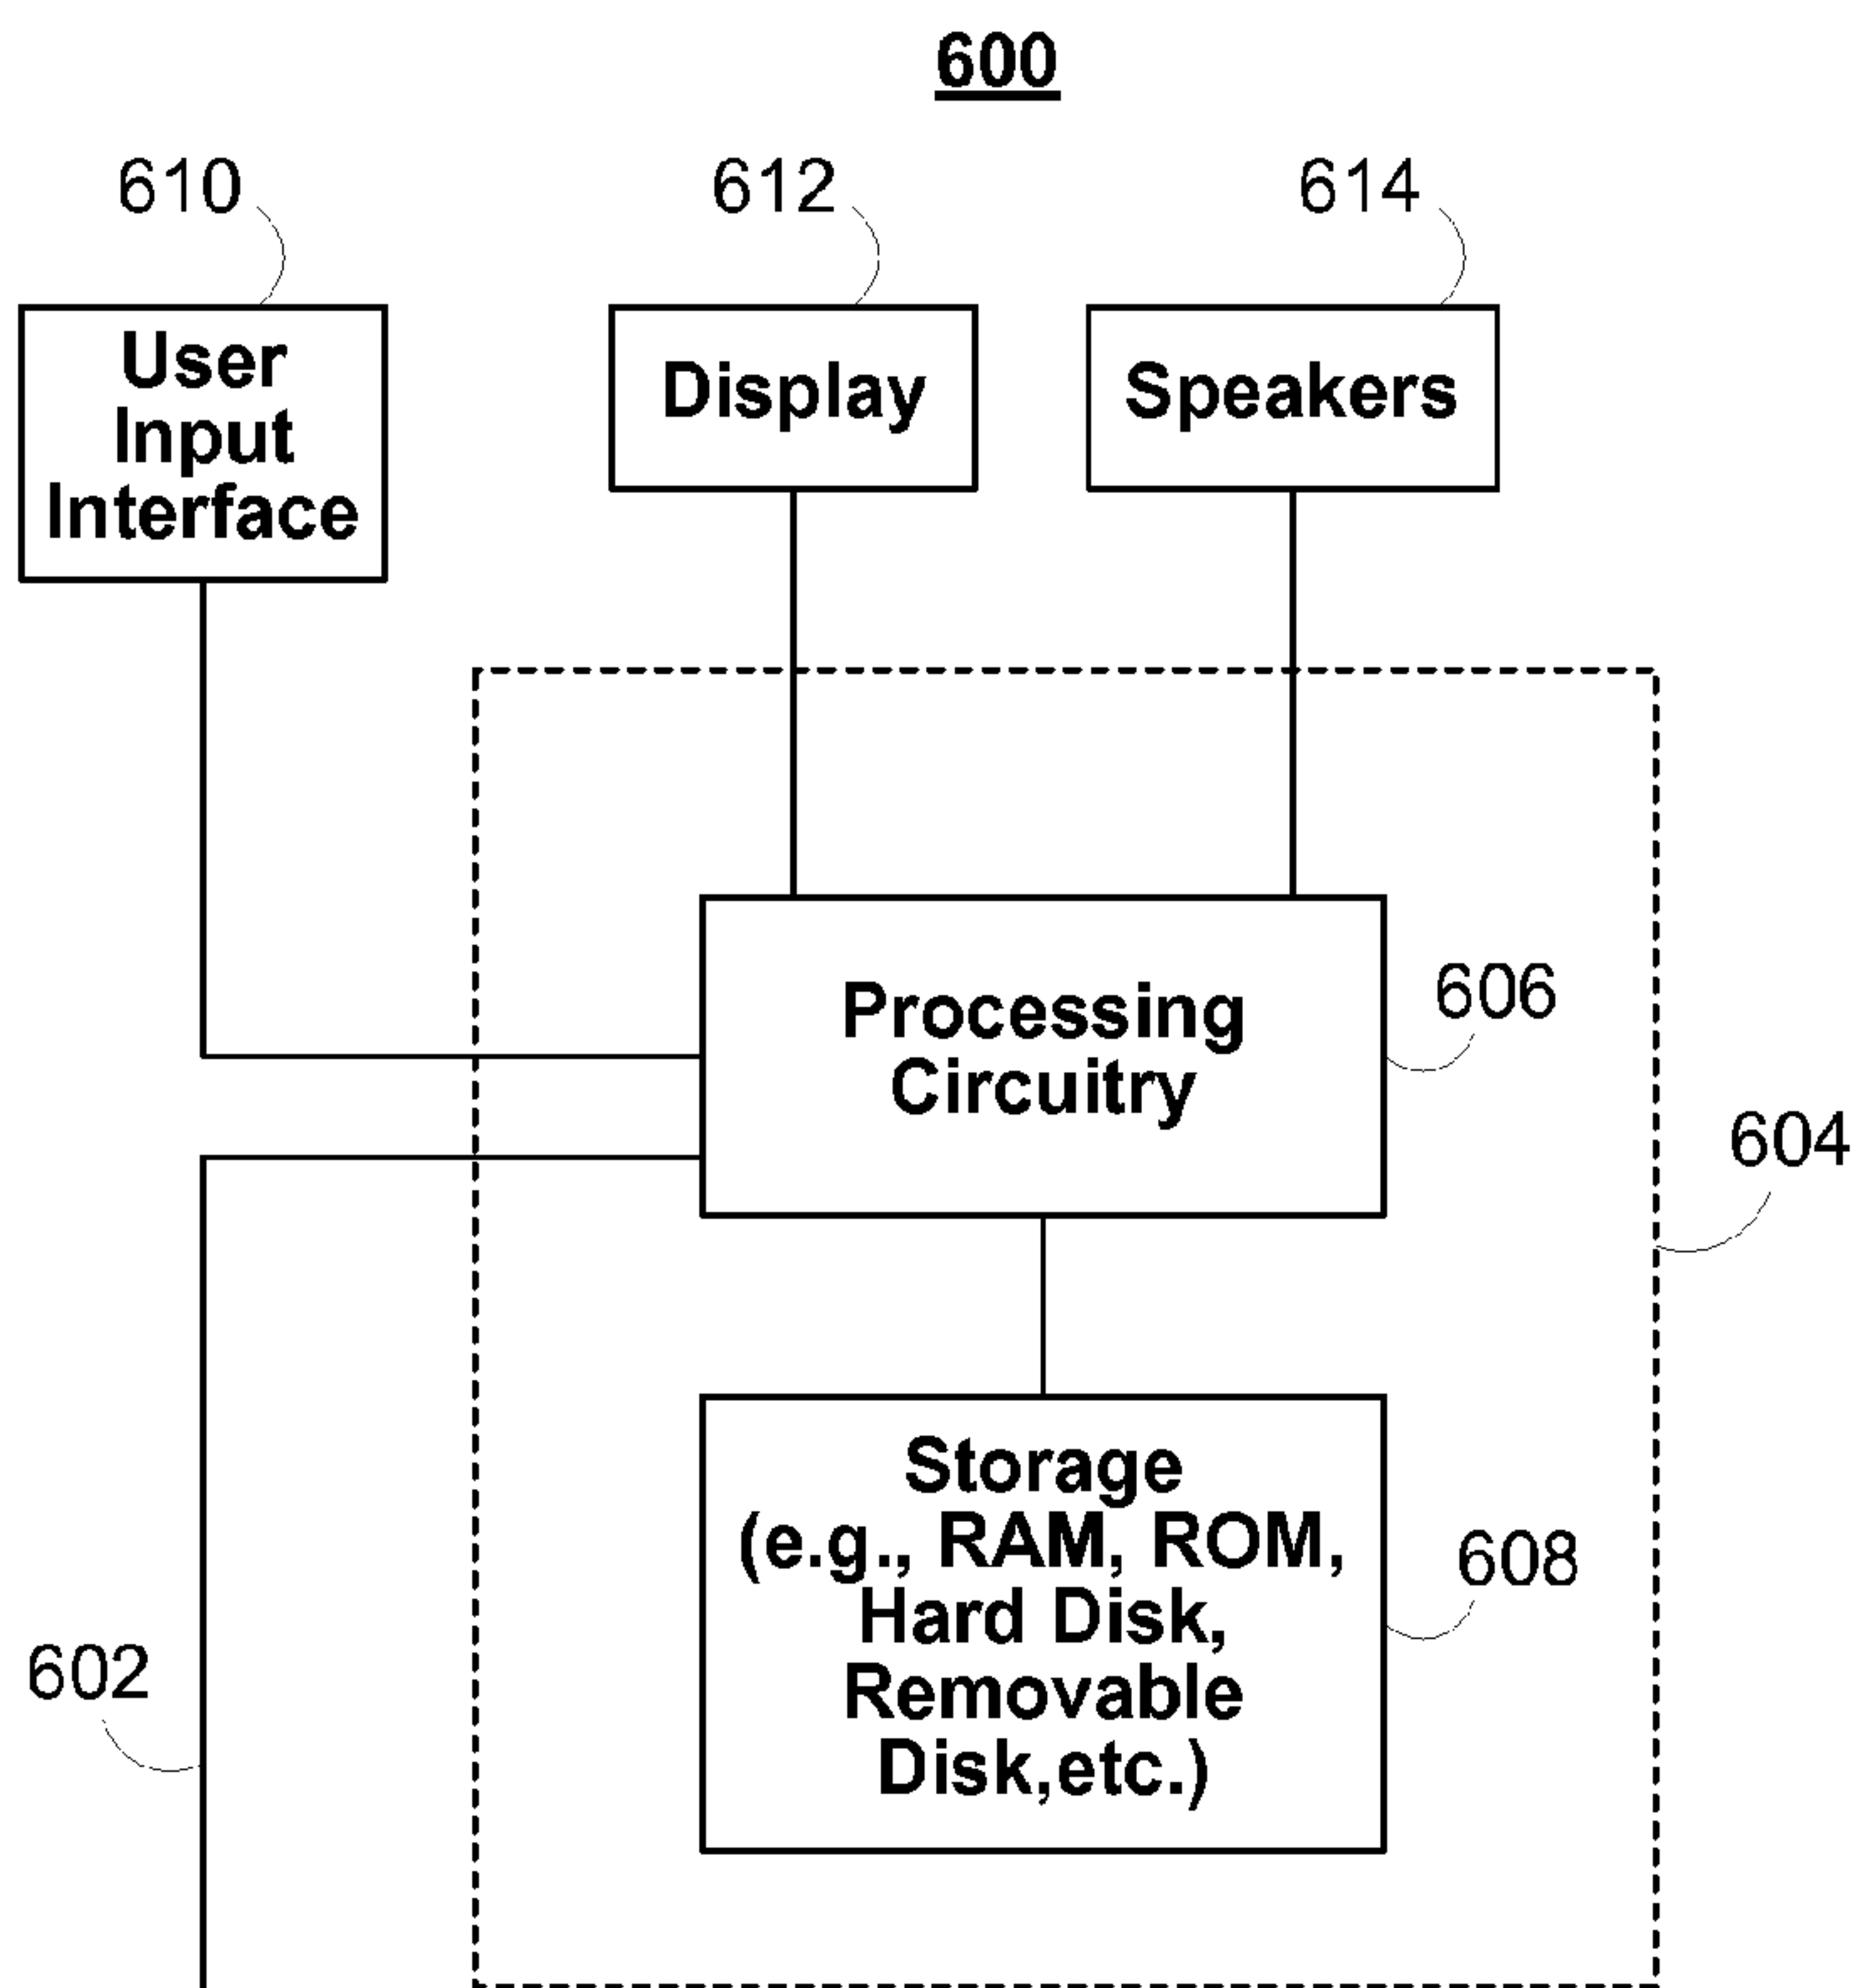 600
610
612
614
User
Input
Interface
Display
Speakers
Processing
Circuitry
606
604
Storage
(e.g., RAM, ROM,
Hard Disk,
Removable
Disk,etc.)
608
602